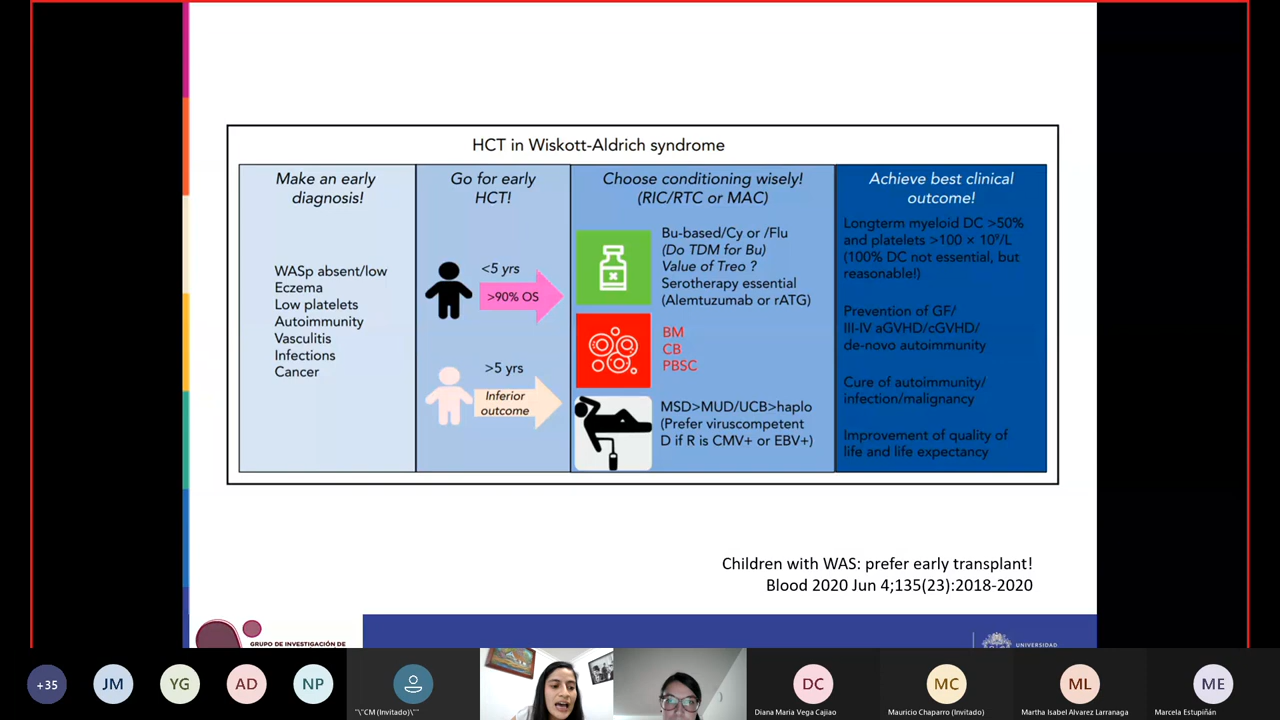 HCT in Wiskott-Aldrich syndrome
Make an early
diagnosis!
WASp absent/low
Eczema
Low platelets
Autoimmunity
Vasculitis
Infections
Cancer
Go for early
HCT!
<5 yrs
>90% OS
>5 yrs
Inferior
outcome
Choose conditioning wisely!
(RIC/RTC or MAC)
Bu-based/Cy or /Flu
(Do TDM for Bu)
Value of Treo ?
Serotherapy essential
(Alemtuzumab or rATG)
BM
CB
PBSC
MSD>MUD/UCB>haplo
(Prefer viruscompetent
D if R is CMV+ or EBV+)
Achieve best clinical
outcome!
Longterm myeloid DC >50%
and platelets >100 × 10⁹/L
(100% DC not essential, but
reasonable!)
Prevention of GF/
III-IV aGVHD/cGVHD/
de-novo autoimmunity
Cure of autoimmunity/
infection/malignancy
Improvement of quality of
life and life expectancy
Children with WAS: prefer early transplant!
Blood 2020 Jun 4;135(23):2018-2020
GRUPO DE INVESTIGACIÓN DE
UNIVERSIDAD
+35
JM
YG
AD
NP
"\"CM (Invitado)\""
DC
Diana Maria Vega Cajiao
MC
Mauricio Chaparro (Invitado)
ML
Martha Isabel Alvarez Larranaga
ME
Marcela Estupiñán